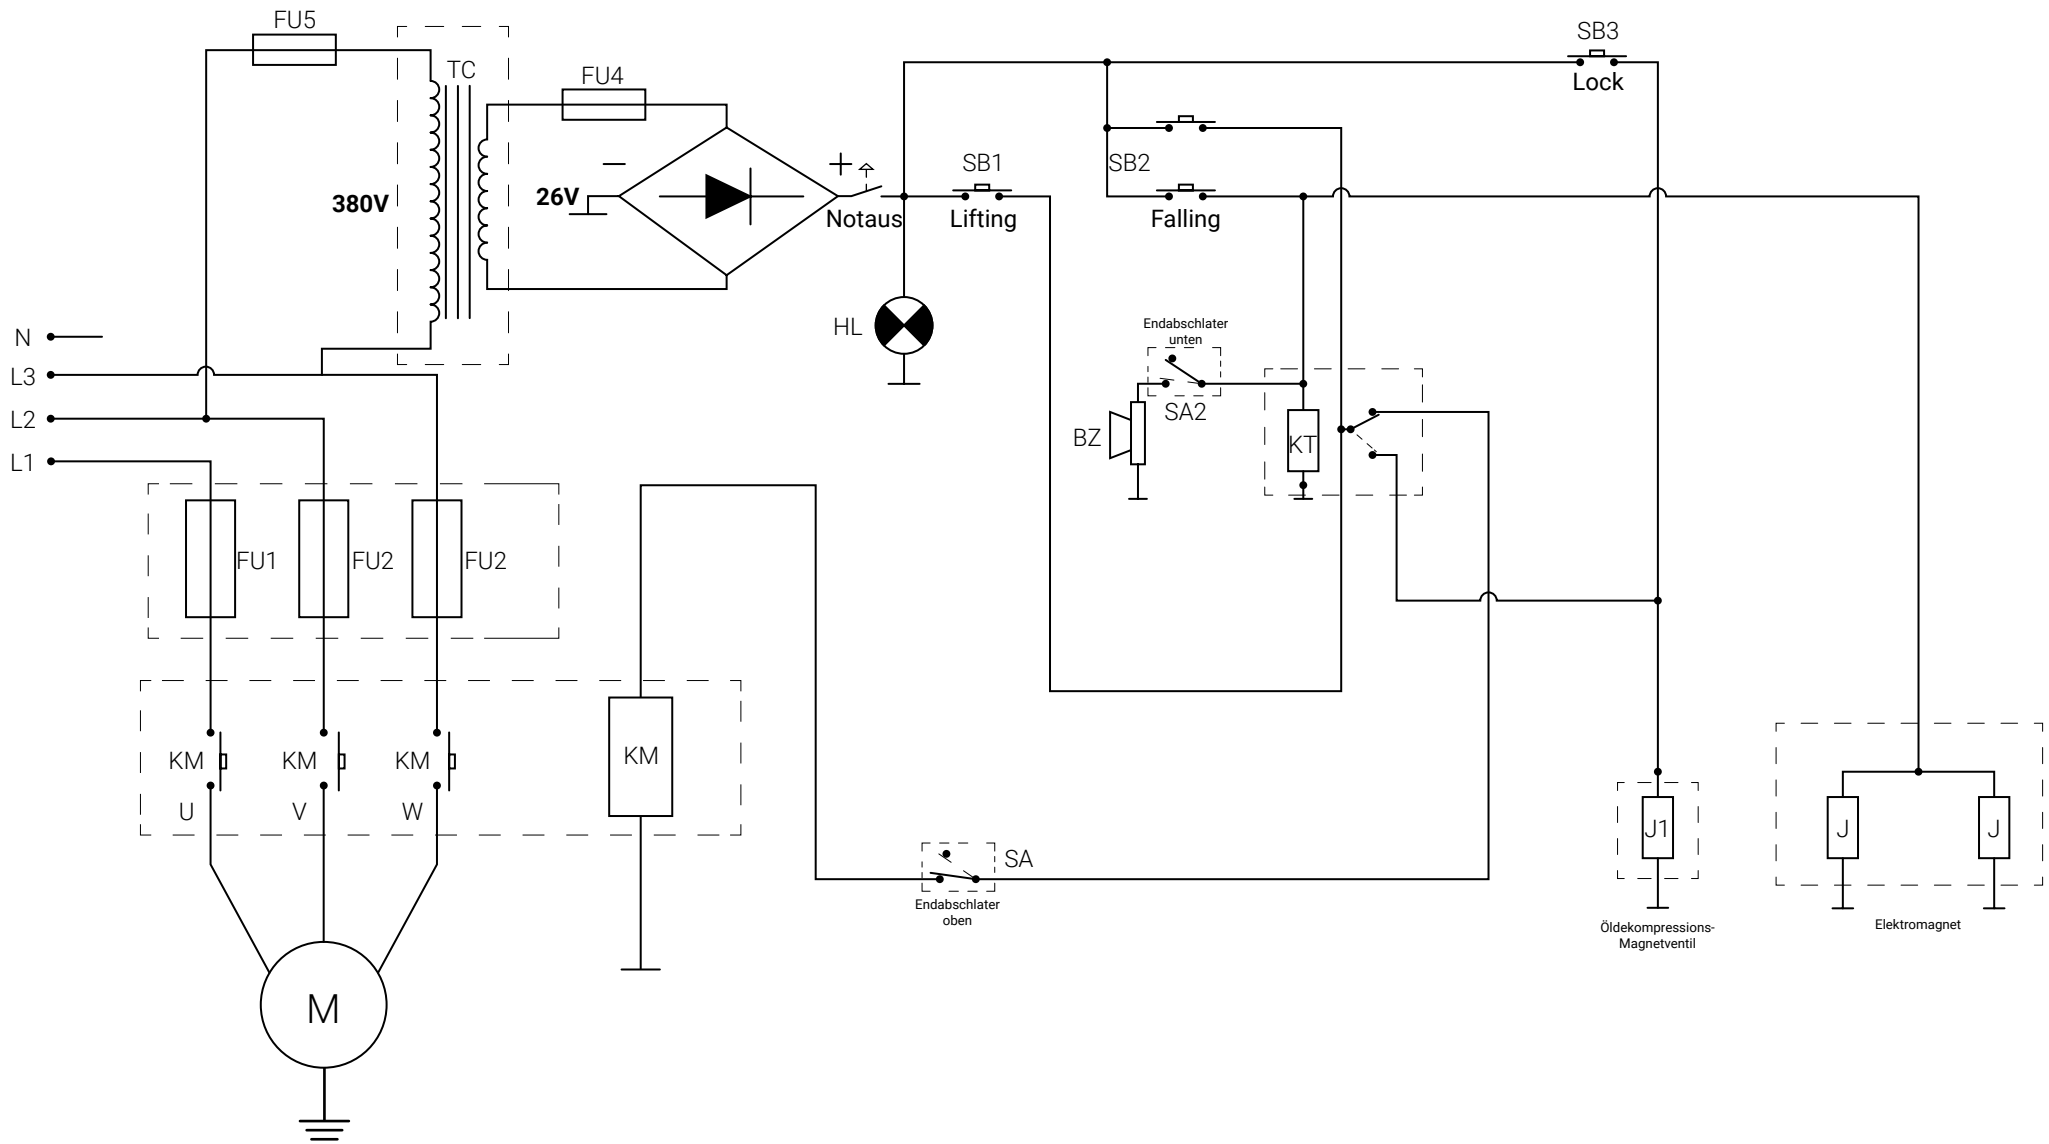 FU5
SB3
TC
FU4
Lock
−
+
SB1
SB2
380V
26V
Notaus
Lifting
Falling
HL
Endabschlater
unten
N
L3
SA2
L2
BZ
KT
L1
FU1
FU2
FU2
KM
KM
KM
KM
U
V
W
J1
J
J
SA
Endabschlater
oben
Öldekompressions-
Magnetventil
Elektromagnet
M